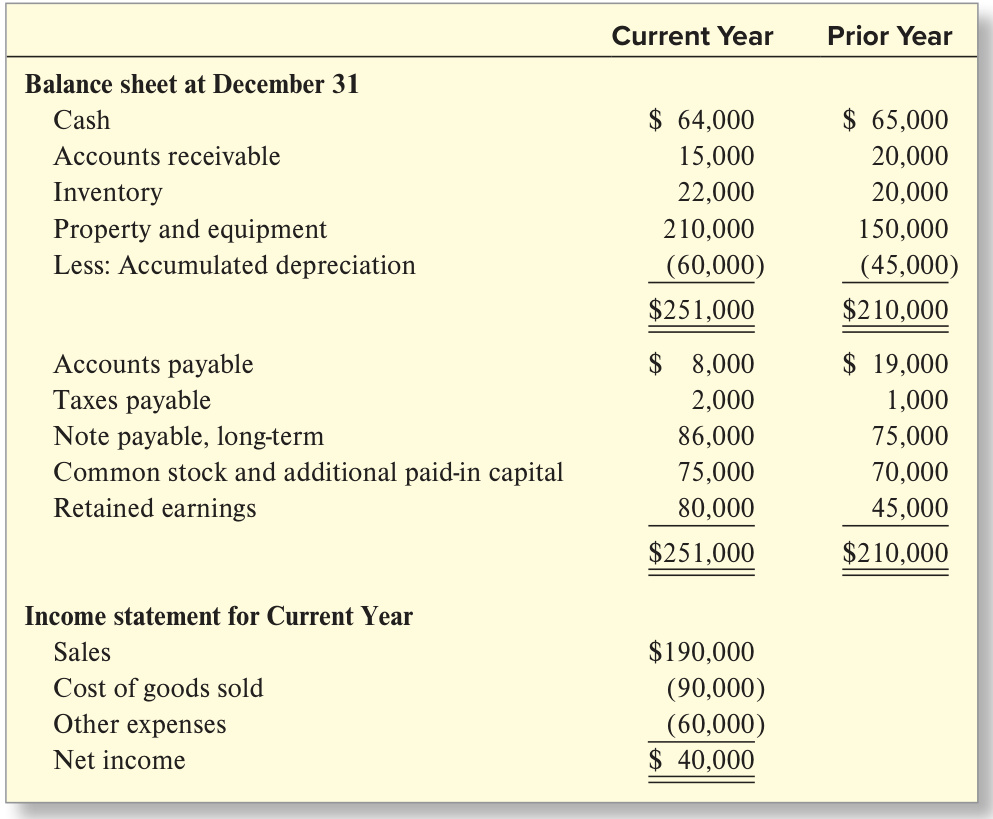 Current Year Prior Year
Balance sheet at December 31
Cash $ 64,000 $ 65,000
Accounts receivable 15,000 20,000
Inventory 22,000 20,000
Property and equipment 210,000 150,000
Less: Accumulated depreciation (60,000) (45,000)
$251,000 $210,000
Accounts payable $ 8,000 $ 19,000
Taxes payable 2,000 1,000
Note payable, long-term 86,000 75,000
Common stock and additional paid-in capital 75,000 70,000
Retained earnings 80,000 45,000
$251,000 $210,000
Income statement for Current Year
Sales $190,000
Cost of goods sold (90,000)
Other expenses (60,000)
Net income $ 40,000